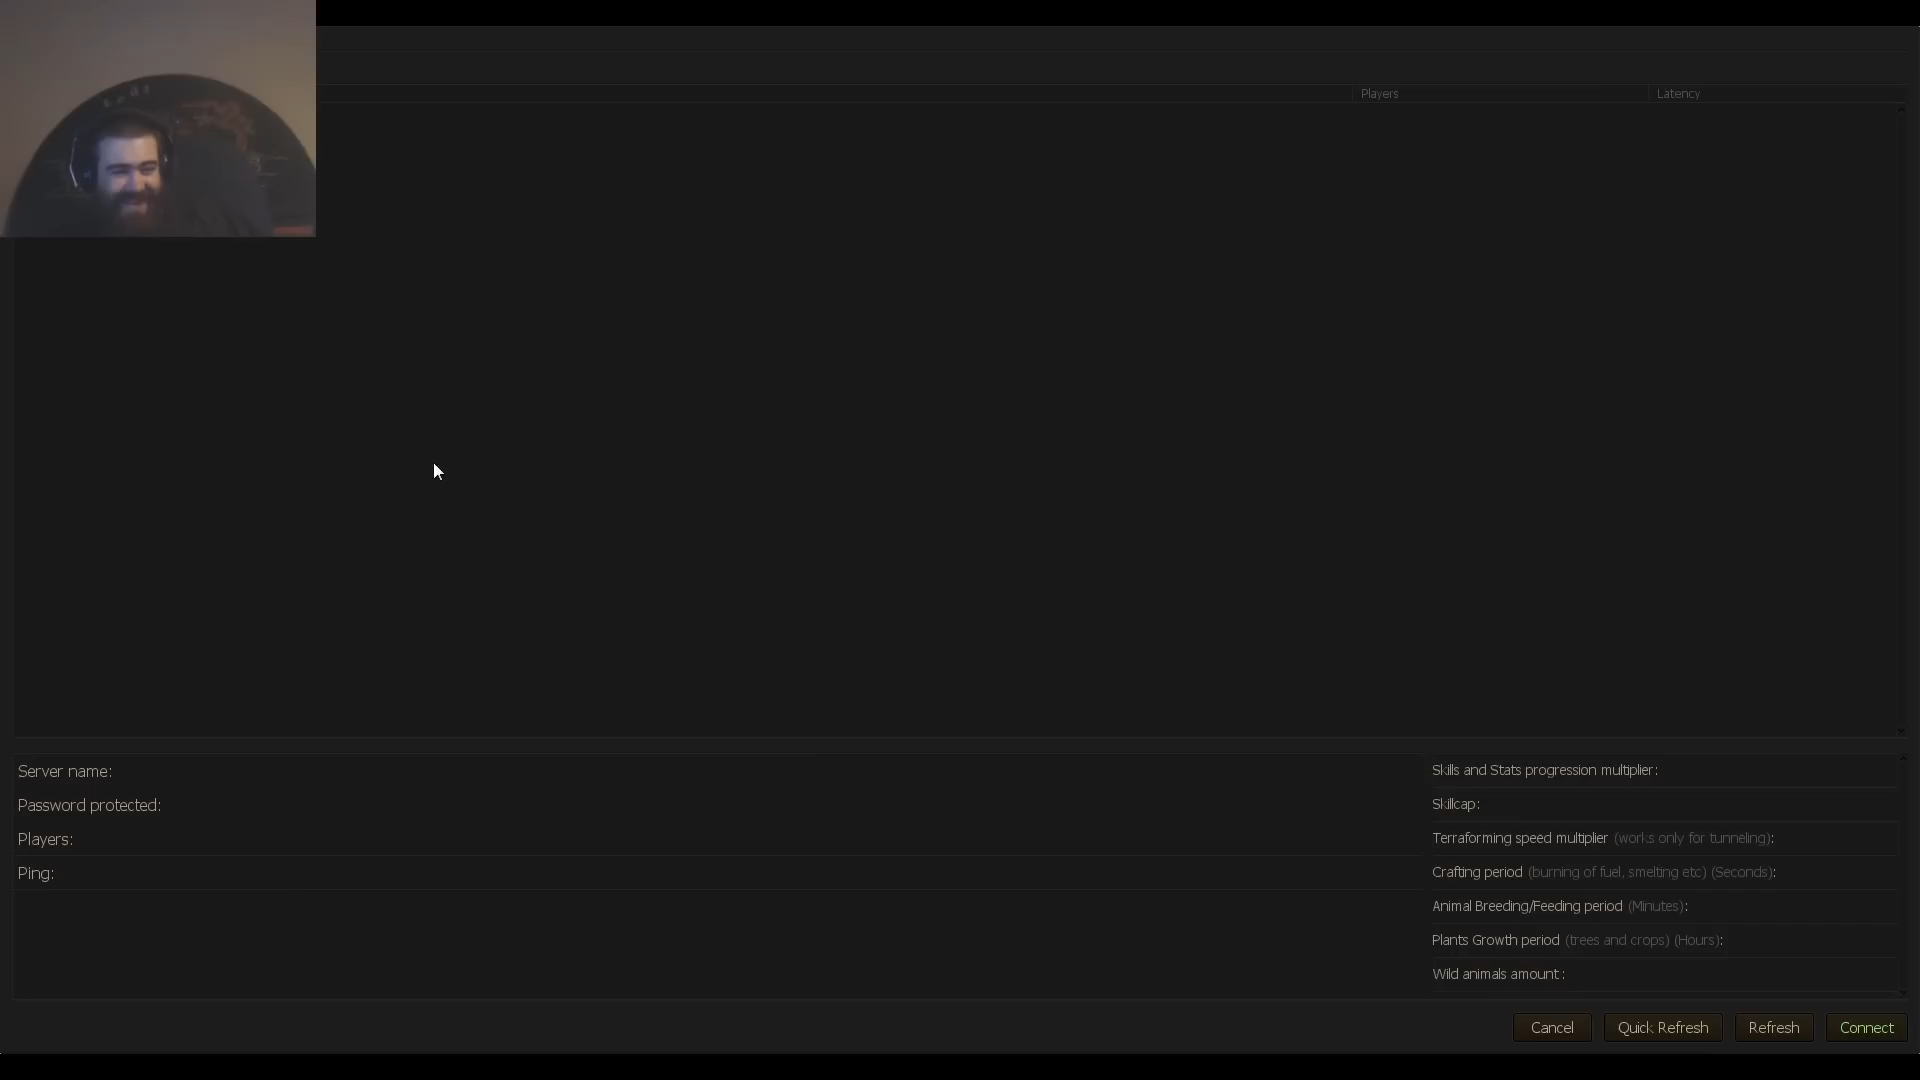 Players Latency
Server name:
Password protected:
Players:
Ping:
Skills and Stats progression multiplier:
Skillcap:
Terraforming speed multiplier (works only for tunneling):
Crafting period (burning of fuel, smelting etc) (Seconds):
Animal Breeding/Feeding period (Minutes):
Plants Growth period (trees and crops) (Hours):
Wild animals amount :
Cancel Quick Refresh Refresh Connect